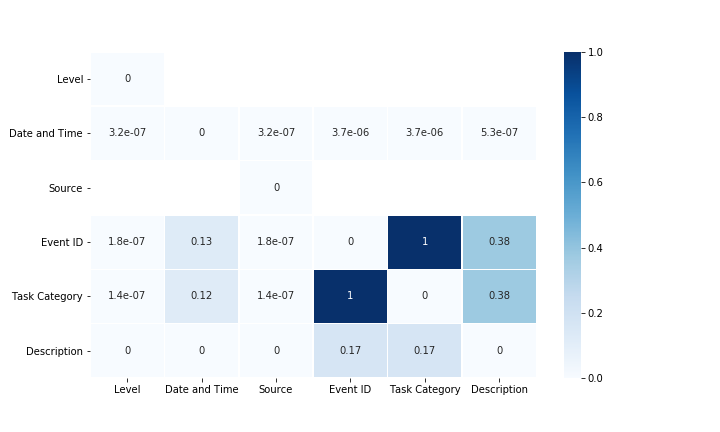 Level 0
Date and Time 3.2e-07 0 3.2e-07 3.7e-06 3.7e-06 5.3e-07
Source 0
Event ID 1.8e-07 0.13 1.8e-07 0 1 0.38
Task Category 1.4e-07 0.12 1.4e-07 1 0 0.38
Description 0 0 0 0.17 0.17 0
Level Date and Time Source Event ID Task Category Description
1.0
0.8
0.6
0.4
0.2
0.0